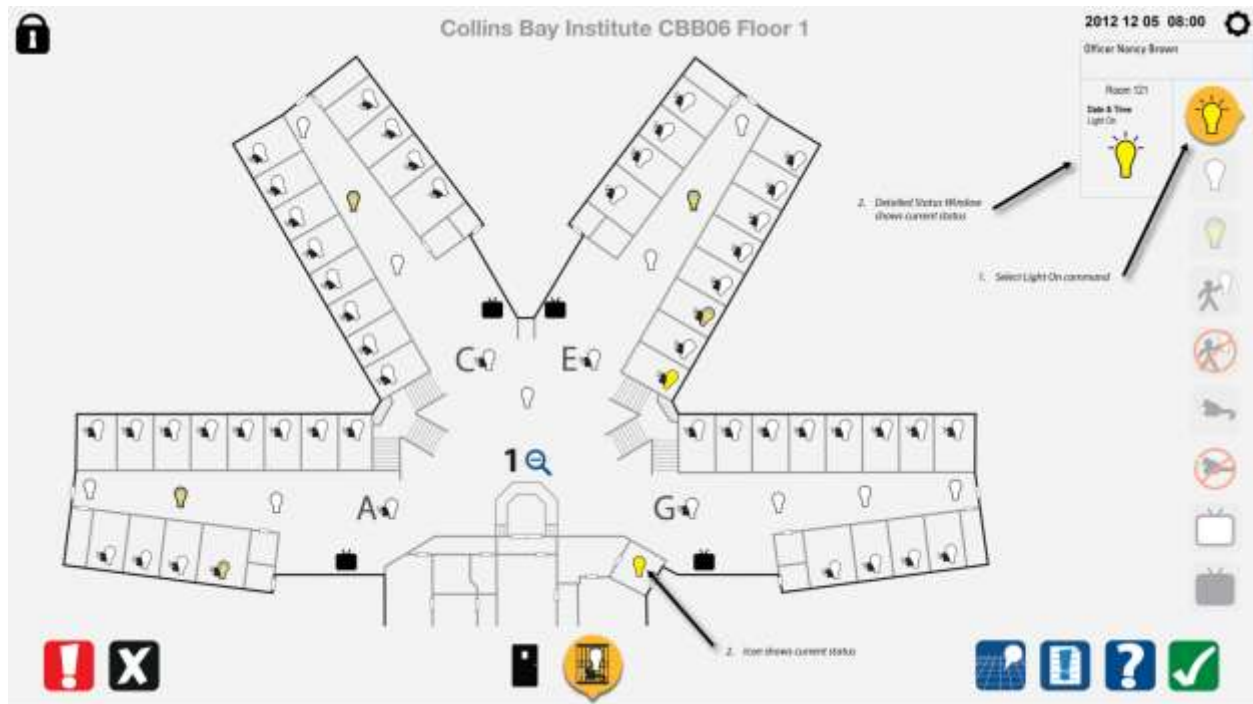 Collins Bay Institute CBB06 Floor 1
2012 12 05 08:00
Officer Nancy Brown
Room 121
Date & Time
Light On
2. Detailed Status Window
shows current status
1. Select Light On command
C
E
1
A
G
2. Icon shows current status